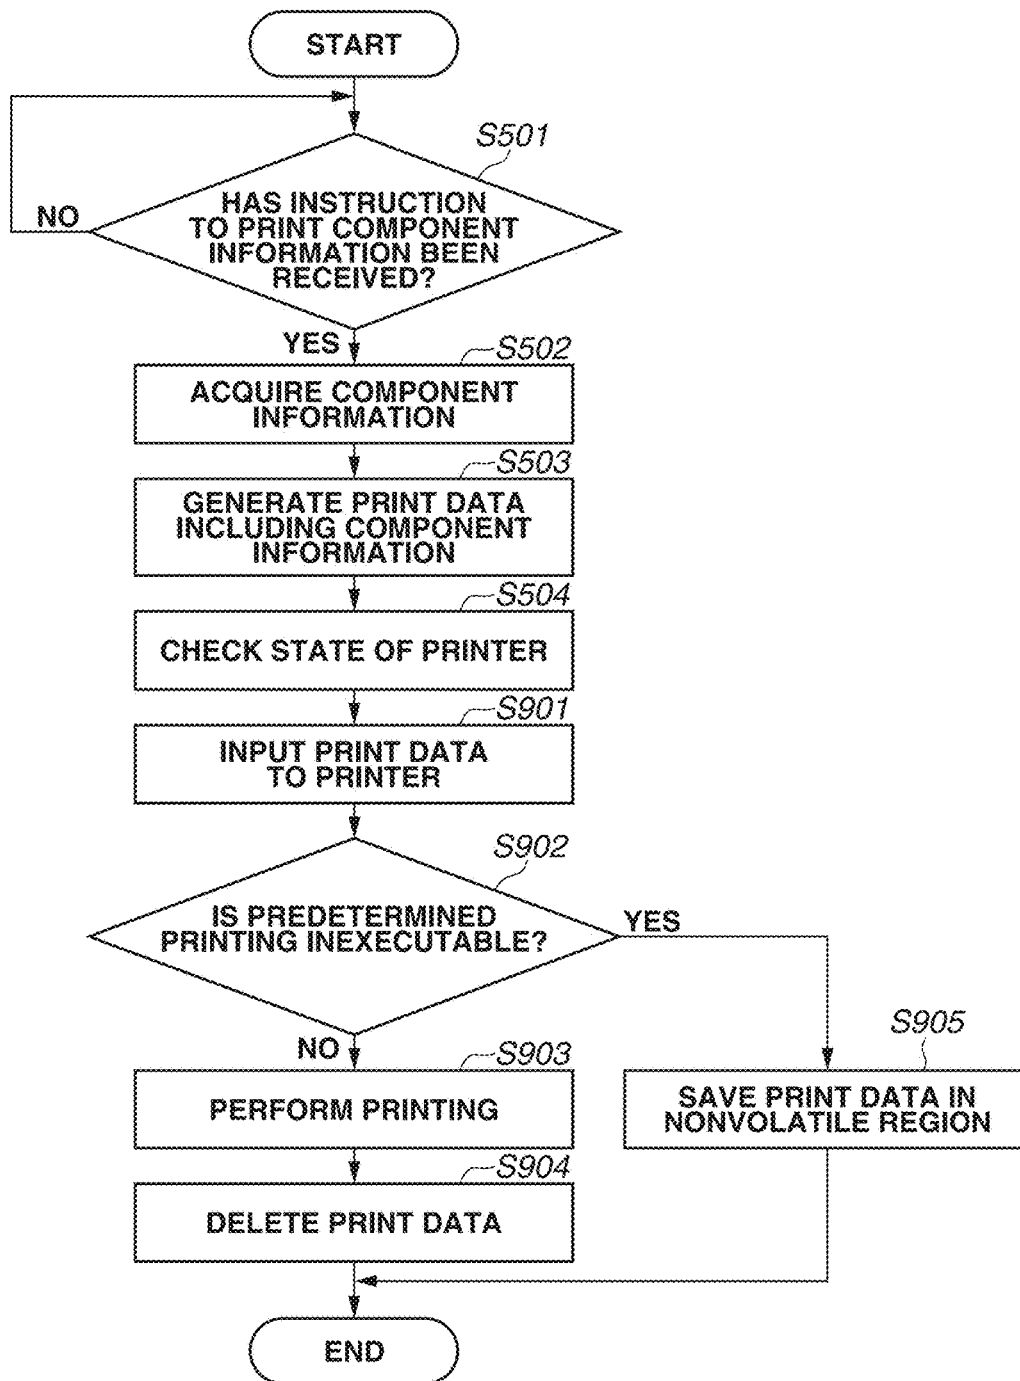 START
S501
HAS INSTRUCTION
TO PRINT COMPONENT
INFORMATION BEEN
RECEIVED?
NO
YES
S502
ACQUIRE COMPONENT
INFORMATION
S503
GENERATE PRINT DATA
INCLUDING COMPONENT
INFORMATION
S504
CHECK STATE OF PRINTER
S901
INPUT PRINT DATA
TO PRINTER
S902
IS PREDETERMINED
PRINTING INEXECUTABLE?
YES
NO
S903
PERFORM PRINTING
S905
SAVE PRINT DATA IN
NONVOLATILE REGION
S904
DELETE PRINT DATA
END